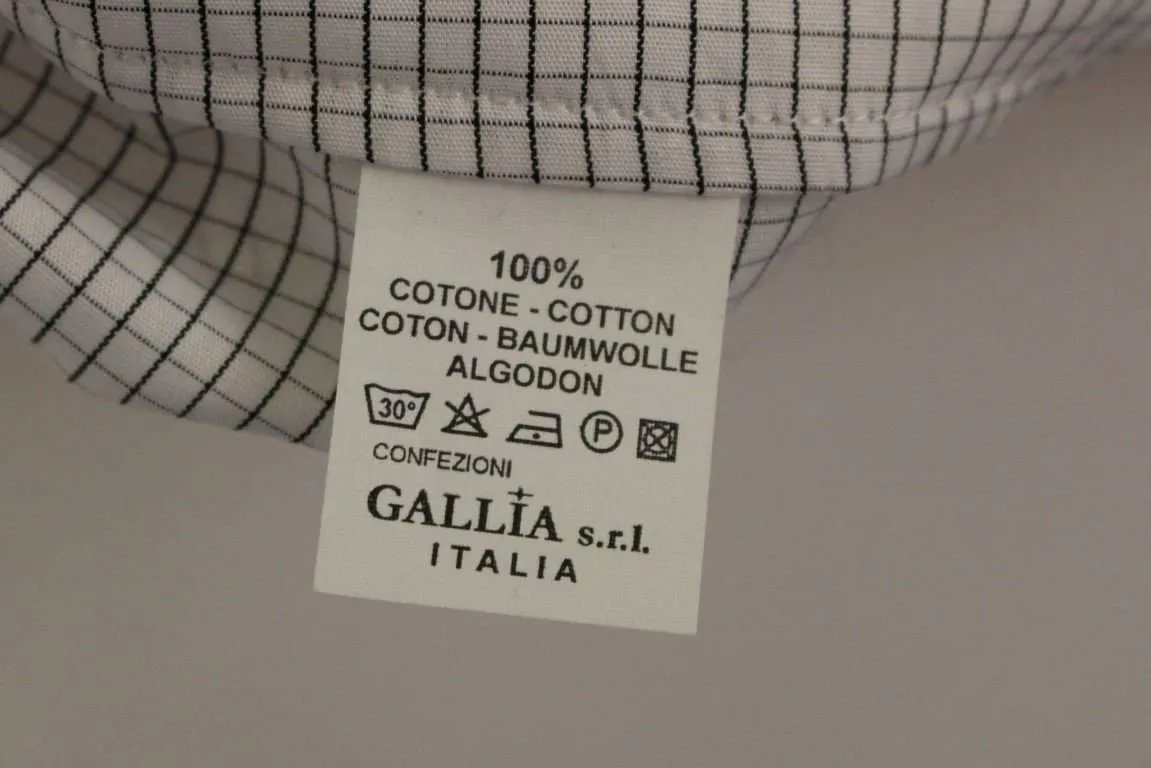 100%
COTONE - COTTON
COTON - BAUMWOLLE
ALGODON
30° P
CONFEZIONI
GALLIA s.r.l.
ITALIA